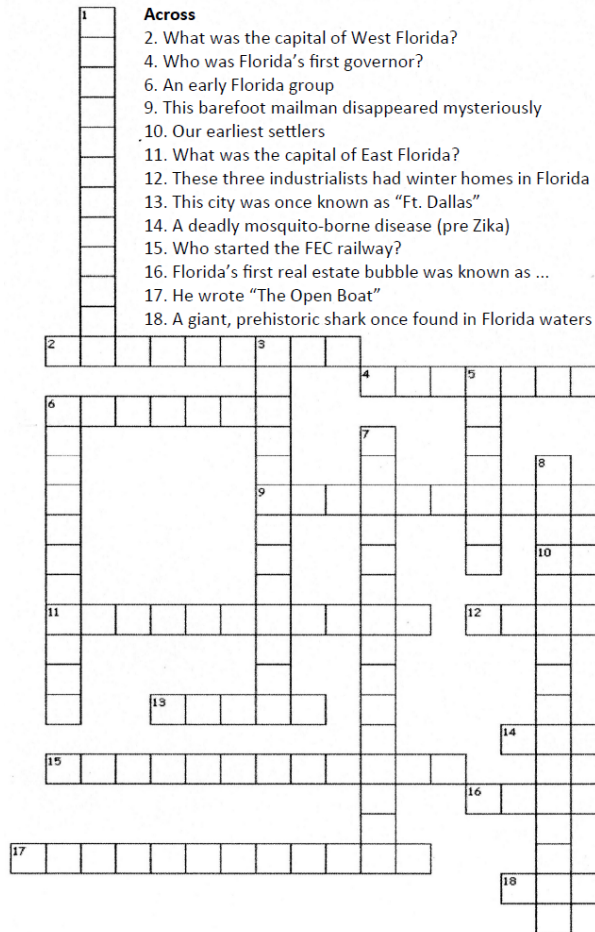 1
Across
2. What was the capital of West Florida?
4. Who was Florida’s first governor?
6. An early Florida group
9. This barefoot mailman disappeared mysteriously
10. Our earliest settlers
11. What was the capital of East Florida?
12. These three industrialists had winter homes in Florida
13. This city was once known as “Ft. Dallas”
14. A deadly mosquito-borne disease (pre Zika)
15. Who started the FEC railway?
16. Florida’s first real estate bubble was known as ...
17. He wrote “The Open Boat”
18. A giant, prehistoric shark once found in Florida waters
2 3
4 5
6
7
8
9
10
11 12
13
14
15
16
17
18